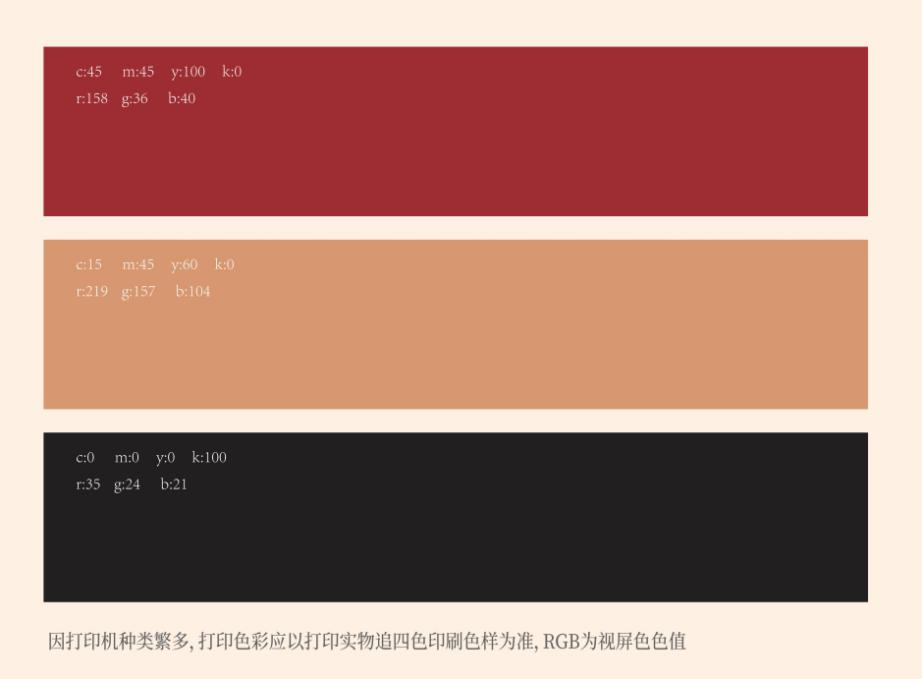 c:45 m:45 y:100 k:0
r:158 g:36 b:40
c:15 m:45 y:60 k:0
r:219 g:157 b:104
c:0 m:0 y:0 k:100
r:35 g:24 b:21
因打印机种类繁多, 打印色彩应以打印实物追四色印刷色样为准, RGB为视屏色色值